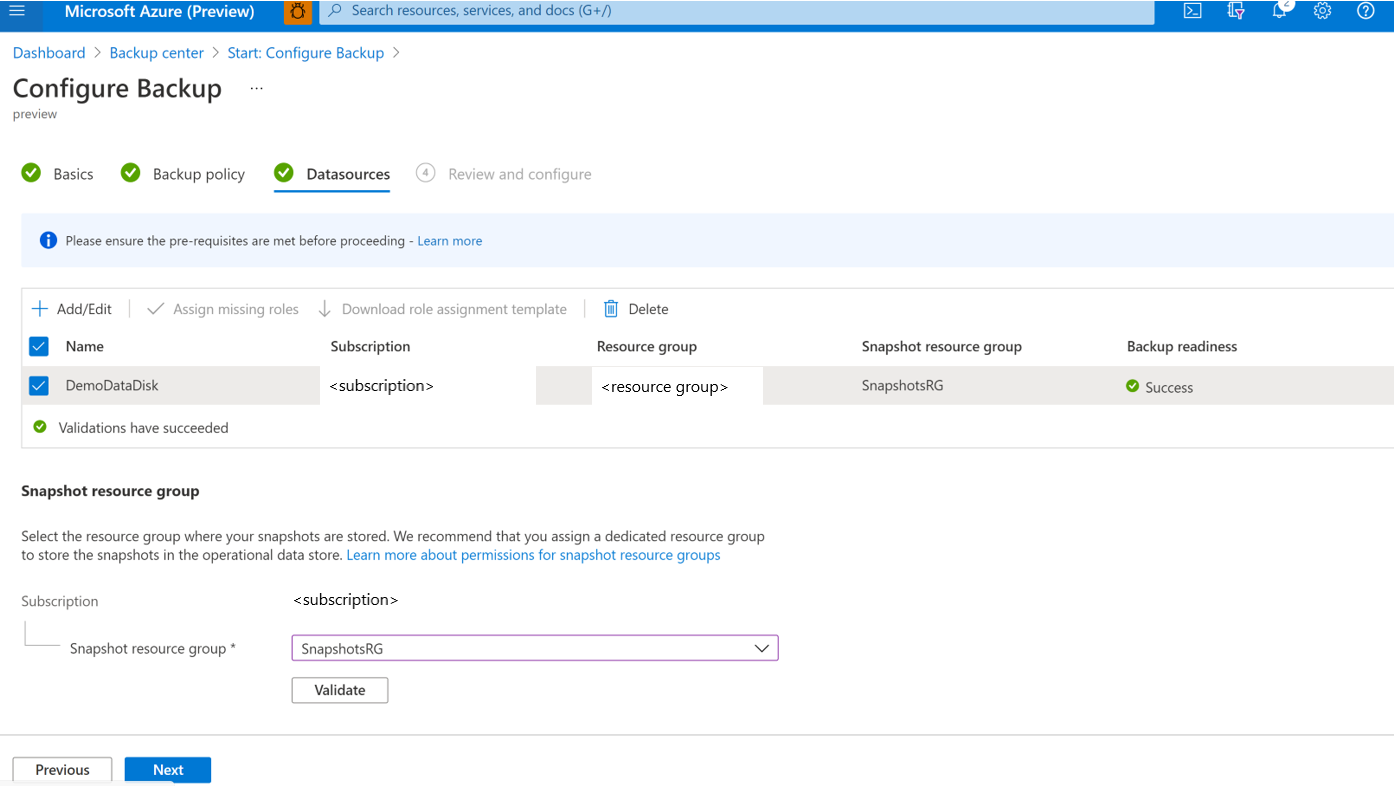 Microsoft Azure (Preview) Search resources, services, and docs (G+/) 2
Dashboard > Backup center > Start: Configure Backup >
Configure Backup ...
preview
Basics Backup policy Datasources 4 Review and configure
Please ensure the pre-requisites are met before proceeding - Learn more
Add/Edit Assign missing roles Download role assignment template Delete
Name Subscription Resource group Snapshot resource group Backup readiness
DemoDataDisk <subscription> <resource group> SnapshotsRG Success
Validations have succeeded
Snapshot resource group
Select the resource group where your snapshots are stored. We recommend that you assign a dedicated resource group
to store the snapshots in the operational data store. Learn more about permissions for snapshot resource groups
Subscription <subscription>
Snapshot resource group * SnapshotsRG
Validate
Previous Next